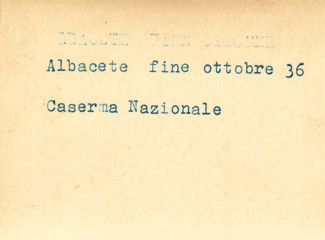 Albacete fine ottobre 36
Caserma Nazionale